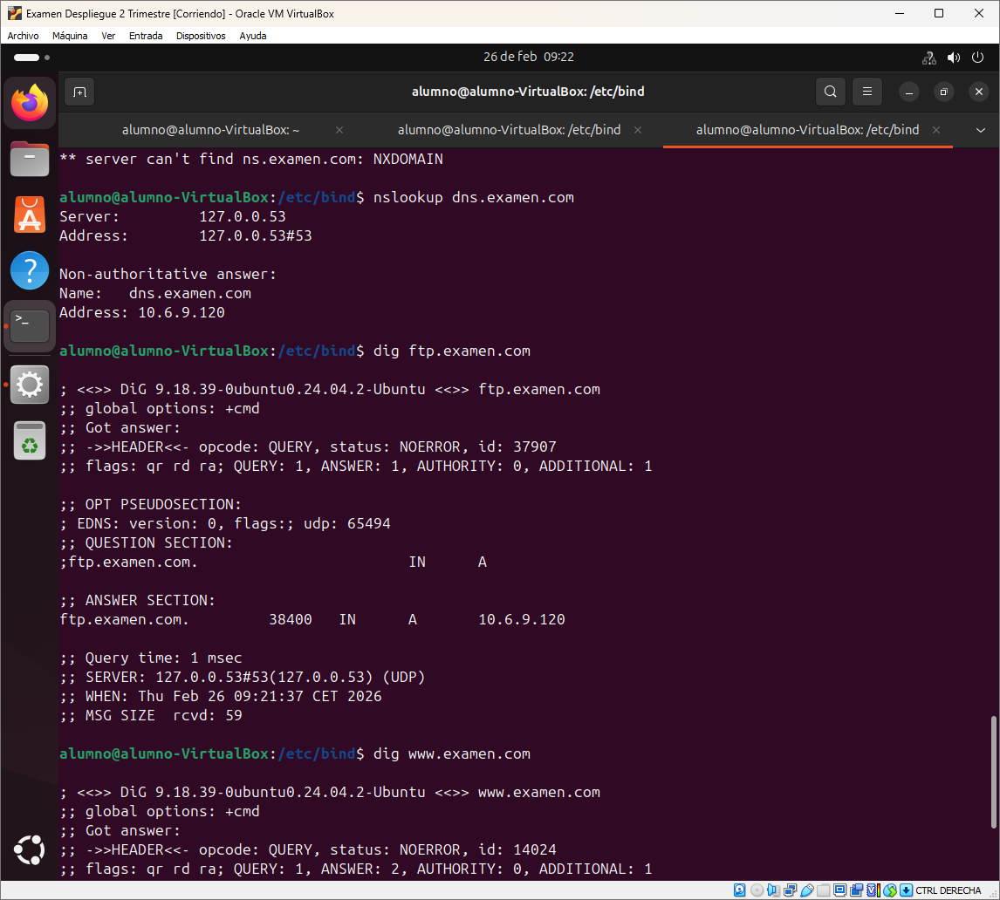 Examen Despliegue 2 Trimestre [Corriendo] - Oracle VM VirtualBox
Archivo Máquina Ver Entrada Dispositivos Ayuda
26 de feb 09:22
alumno@alumno-VirtualBox: /etc/bind
alumno@alumno-VirtualBox: ~ alumno@alumno-VirtualBox: /etc/bind alumno@alumno-VirtualBox: /etc/bind
** server can't find ns.examen.com: NXDOMAIN
alumno@alumno-VirtualBox:/etc/bind$ nslookup dns.examen.com
Server: 127.0.0.53
Address: 127.0.0.53#53
Non-authoritative answer:
Name: dns.examen.com
Address: 10.6.9.120
alumno@alumno-VirtualBox:/etc/bind$ dig ftp.examen.com
; <<>> DiG 9.18.39-0ubuntu0.24.04.2-Ubuntu <<>> ftp.examen.com
;; global options: +cmd
;; Got answer:
;; ->>HEADER<<- opcode: QUERY, status: NOERROR, id: 37907
;; flags: qr rd ra; QUERY: 1, ANSWER: 1, AUTHORITY: 0, ADDITIONAL: 1
;; OPT PSEUDOSECTION:
; EDNS: version: 0, flags:; udp: 65494
;; QUESTION SECTION:
;ftp.examen.com. IN A
;; ANSWER SECTION:
ftp.examen.com. 38400 IN A 10.6.9.120
;; Query time: 1 msec
;; SERVER: 127.0.0.53#53(127.0.0.53) (UDP)
;; WHEN: Thu Feb 26 09:21:37 CET 2026
;; MSG SIZE rcvd: 59
alumno@alumno-VirtualBox:/etc/bind$ dig www.examen.com
; <<>> DiG 9.18.39-0ubuntu0.24.04.2-Ubuntu <<>> www.examen.com
;; global options: +cmd
;; Got answer:
;; ->>HEADER<<- opcode: QUERY, status: NOERROR, id: 14024
;; flags: qr rd ra; QUERY: 1, ANSWER: 2, AUTHORITY: 0, ADDITIONAL: 1
CTRL DERECHA